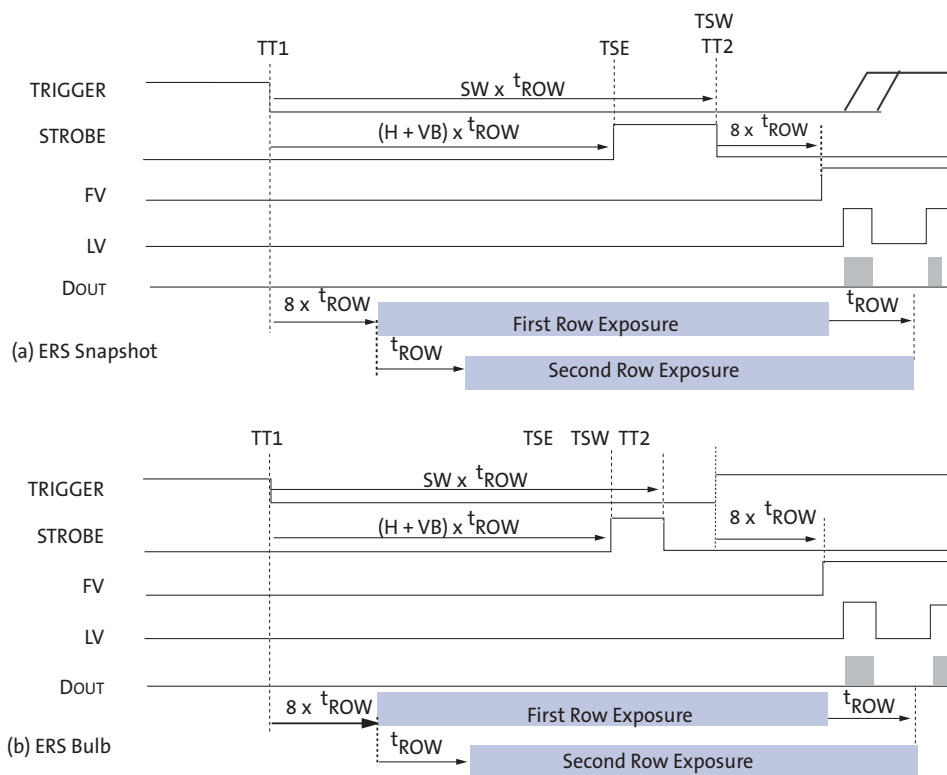 TSW
TT1 TSE TT2
TRIGGER SW x tROW
STROBE (H + VB) x tROW 8 x tROW
FV
LV
DOUT
8 x tROW First Row Exposure tROW
(a) ERS Snapshot tROW Second Row Exposure
TT1 TSE TSW TT2
TRIGGER SW x tROW
STROBE (H + VB) x tROW 8 x tROW
FV
LV
DOUT
8 x tROW First Row Exposure tROW
(b) ERS Bulb tROW Second Row Exposure